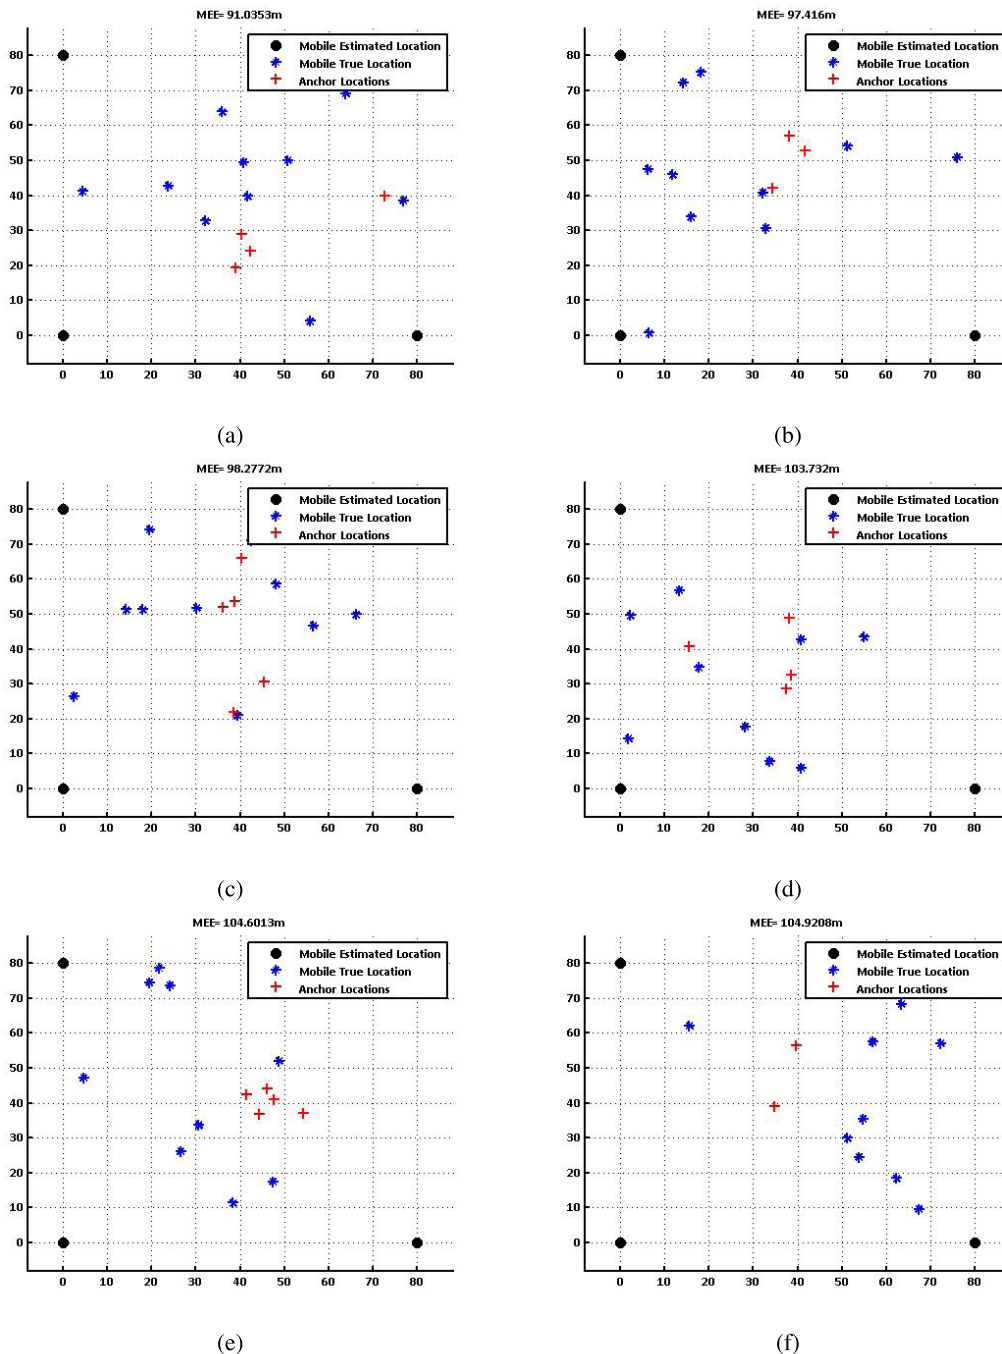 MEE= 91.0353m
Mobile Estimated Location
Mobile True Location
Anchor Locations
80
70
60
50
40
30
20
10
0
0 10 20 30 40 50 60 70 80
(a)
MEE= 97.416m
Mobile Estimated Location
Mobile True Location
Anchor Locations
80
70
60
50
40
30
20
10
0
0 10 20 30 40 50 60 70 80
(b)
MEE= 98.2772m
Mobile Estimated Location
Mobile True Location
Anchor Locations
80
70
60
50
40
30
20
10
0
0 10 20 30 40 50 60 70 80
(c)
MEE= 103.732m
Mobile Estimated Location
Mobile True Location
Anchor Locations
80
70
60
50
40
30
20
10
0
0 10 20 30 40 50 60 70 80
(d)
MEE= 104.6013m
Mobile Estimated Location
Mobile True Location
Anchor Locations
80
70
60
50
40
30
20
10
0
0 10 20 30 40 50 60 70 80
(e)
MEE= 104.9208m
Mobile Estimated Location
Mobile True Location
Anchor Locations
80
70
60
50
40
30
20
10
0
0 10 20 30 40 50 60 70 80
(f)